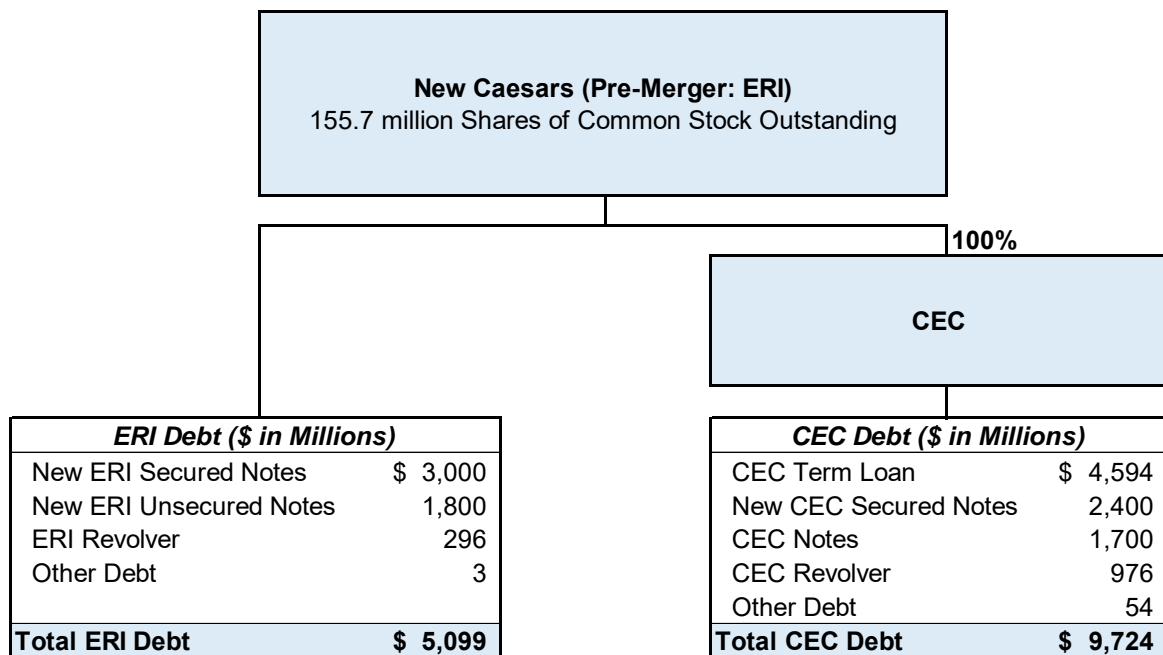 New Caesars (Pre-Merger: ERI)
155.7 million Shares of Common Stock Outstanding
100%
CEC
ERI Debt ($ in Millions)
New ERI Secured Notes $ 3,000
New ERI Unsecured Notes 1,800
ERI Revolver 296
Other Debt 3
Total ERI Debt $ 5,099
CEC Debt ($ in Millions)
CEC Term Loan $ 4,594
New CEC Secured Notes 2,400
CEC Notes 1,700
CEC Revolver 976
Other Debt 54
Total CEC Debt $ 9,724